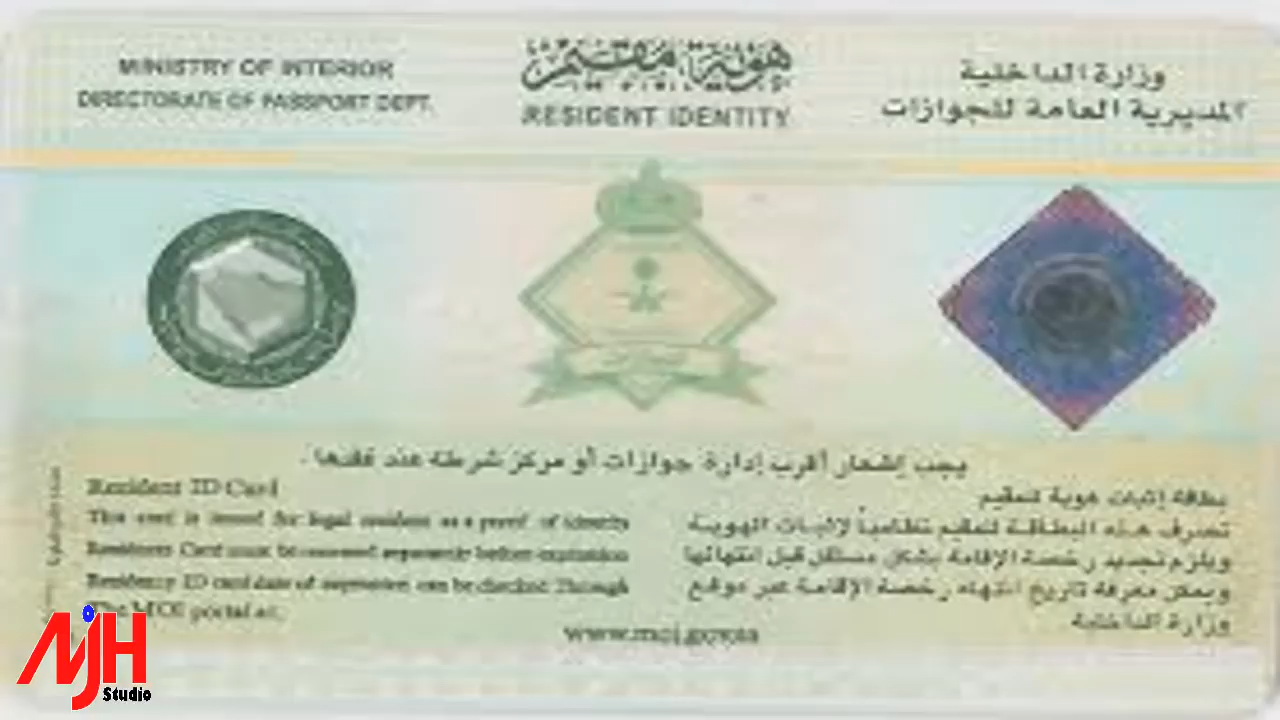 MINISTRY OF INTERIOR
DIRECTORATE OF PASSPORT DEPT.
هوية مقيم
RESIDENT IDENTITY
وزارة الداخلية
المديرية العامة للجوازات
يجب إشعار أقرب إدارة جوازات أو مركز شرطة عند فقدها .
Resident ID Card
This card is issued for legal resident as a proof of identity
Residents Card must be renewed separately before expiration
Residency ID card date of expiration can be checked Through
The MOI portal at:
بطاقة إثبات هوية للمقيم
تصرف هذه البطاقة للمقيم نظامياً لإثبات الهوية
ويلزم تجديد رخصة الإقامة بشكل مستقل قبل انتهائها
ويمكن معرفة تاريخ انتهاء رخصة الإقامة عبر موقع
وزارة الداخلية
www.moi.gov.sa
MJH
Studio